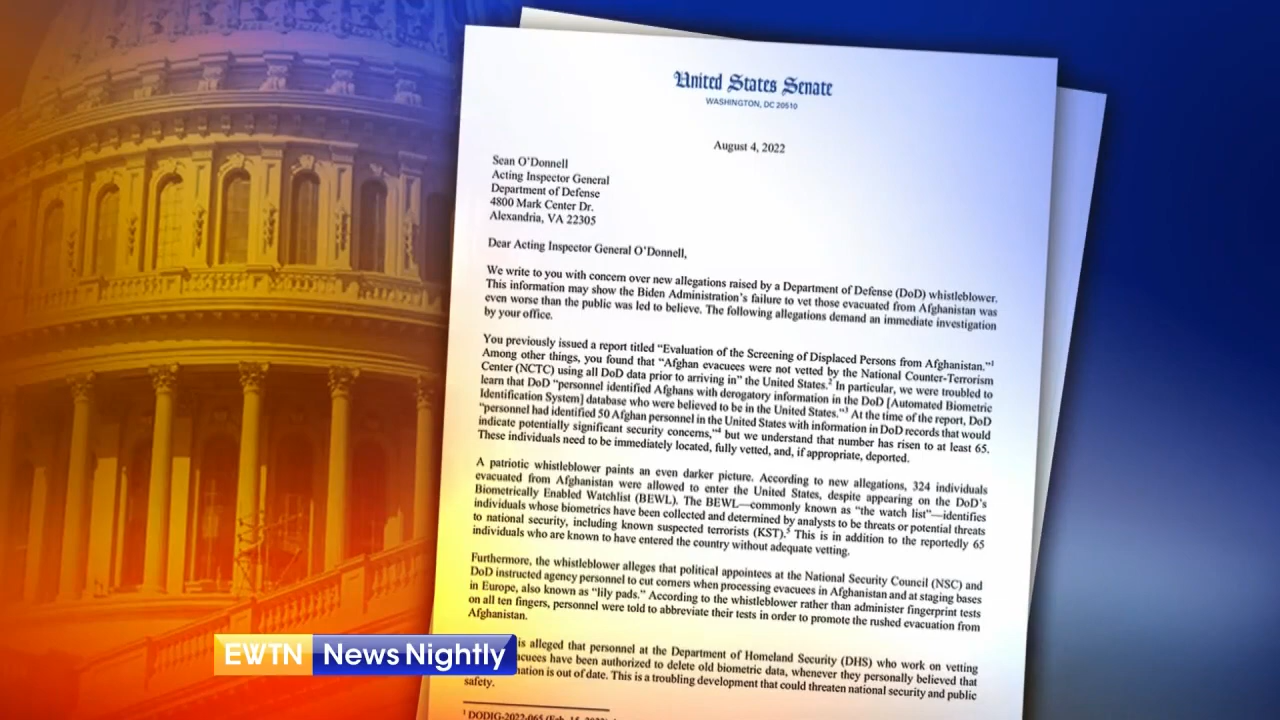 United States Senate
WASHINGTON, DC 20510
August 4, 2022
Sean O'Donnell
Acting Inspector General
Department of Defense
4800 Mark Center Dr.
Alexandria, VA 22305
Dear Acting Inspector General O'Donnell,
We write to you with concern over new allegations raised by a Department of Defense (DoD) whistleblower.
This information may show the Biden Administration's failure to vet those evacuated from Afghanistan was
even worse than the public was led to believe. The following allegations demand an immediate investigation
by your office.
You previously issued a report titled “Evaluation of the Screening of Displaced Persons from Afghanistan.”1
Among other things, you found that “Afghan evacuees were not vetted by the National Counter-Terrorism
Center (NCTC) using all DoD data prior to arriving in” the United States.2 In particular, we were troubled to
learn that DoD “personnel identified Afghans with derogatory information in the DoD [Automated Biometric
Identification System] database who were believed to be in the United States.”3 At the time of the report, DoD
“personnel had identified 50 Afghan personnel in the United States with information in DoD records that would
indicate potentially significant security concerns,”4 but we understand that number has risen to at least 65.
These individuals need to be immediately located, fully vetted, and, if appropriate, deported.
A patriotic whistleblower paints an even darker picture. According to new allegations, 324 individuals
evacuated from Afghanistan were allowed to enter the United States, despite appearing on the DoD's
Biometrically Enabled Watchlist (BEWL). The BEWL—commonly known as “the watch list”—identifies
individuals whose biometrics have been collected and determined by analysts to be threats or potential threats
to national security, including known suspected terrorists (KST).5 This is in addition to the reportedly 65
individuals who are known to have entered the country without adequate vetting.
Furthermore, the whistleblower alleges that political appointees at the National Security Council (NSC) and
DoD instructed agency personnel to cut corners when processing evacuees in Afghanistan and at staging bases
in Europe, also known as “lily pads.” According to the whistleblower rather than administer fingerprint tests
on all ten fingers, personnel were told to abbreviate their tests in order to promote the rushed evacuation from
Afghanistan.
is alleged that personnel at the Department of Homeland Security (DHS) who work on vetting
acuees have been authorized to delete old biometric data, whenever they personally believed that
nation is out of date. This is a troubling development that could threaten national security and public
safety.
1 DODIG-2022-065
EWTN News Nightly